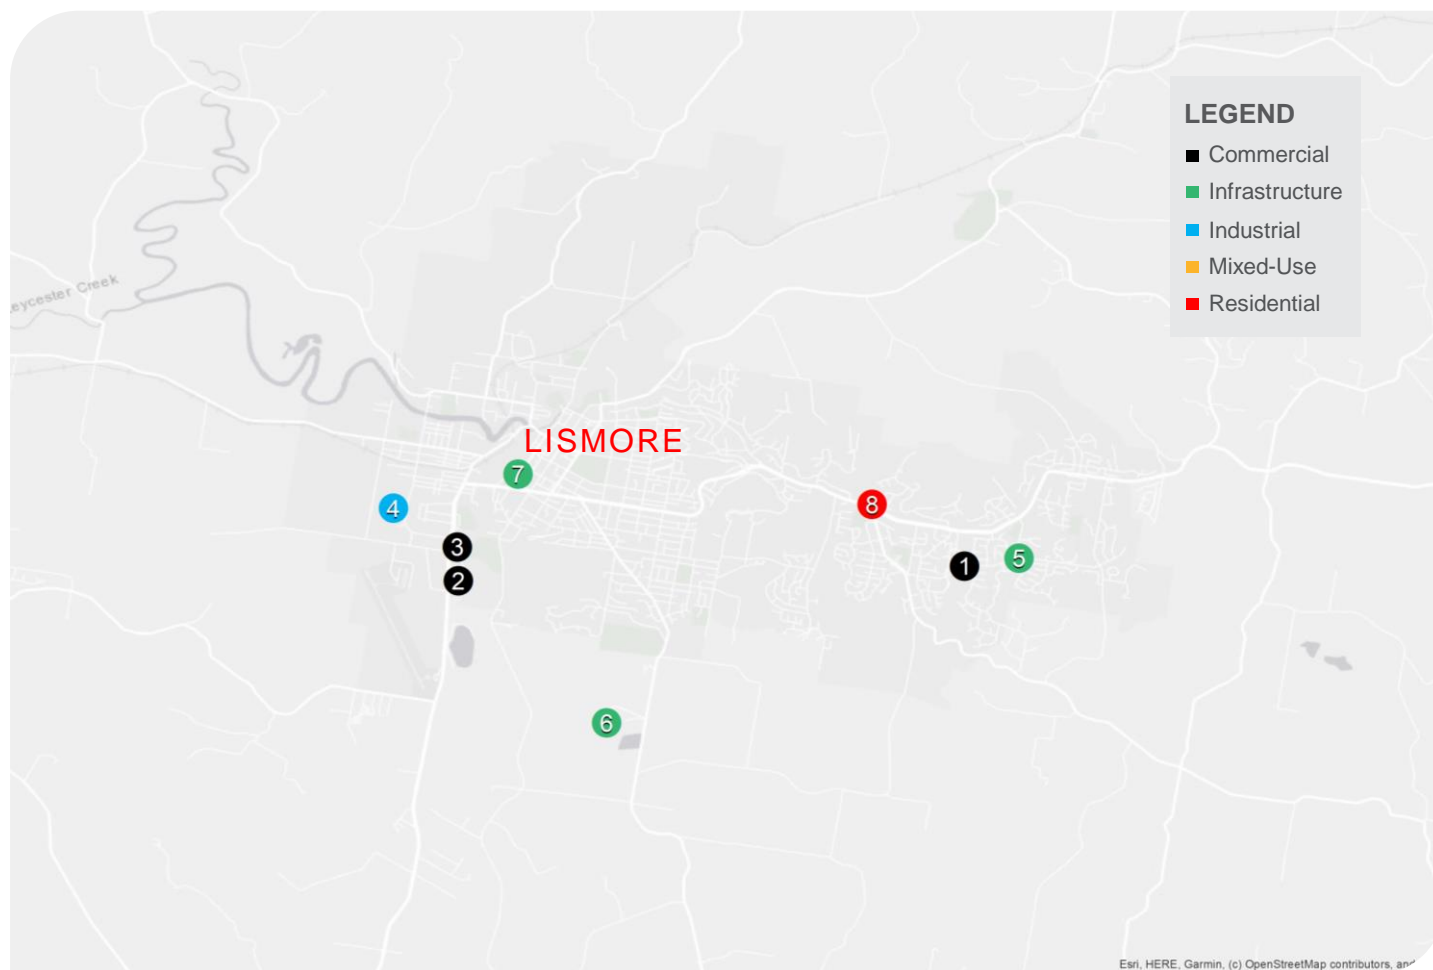 LEGEND
Commercial
Infrastructure
Industrial
Mixed-Use
Residential
eycester Creek
LISMORE
7
4
8
3
5
1
2
6
Esri, HERE, Garmin, (c) OpenStreetMap contributors, and